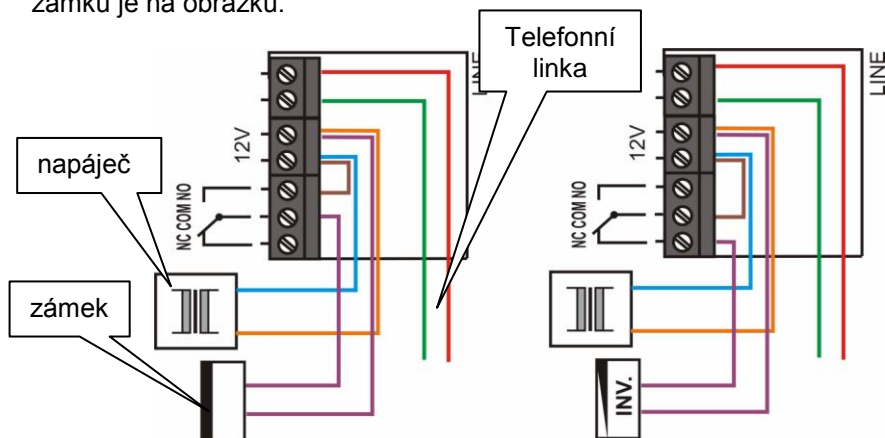 zámku je na obrázku.
Telefonní
linka
LINE
12V
NC COM NO
napáječ
zámek
LINE
12V
NC COM NO
INV.